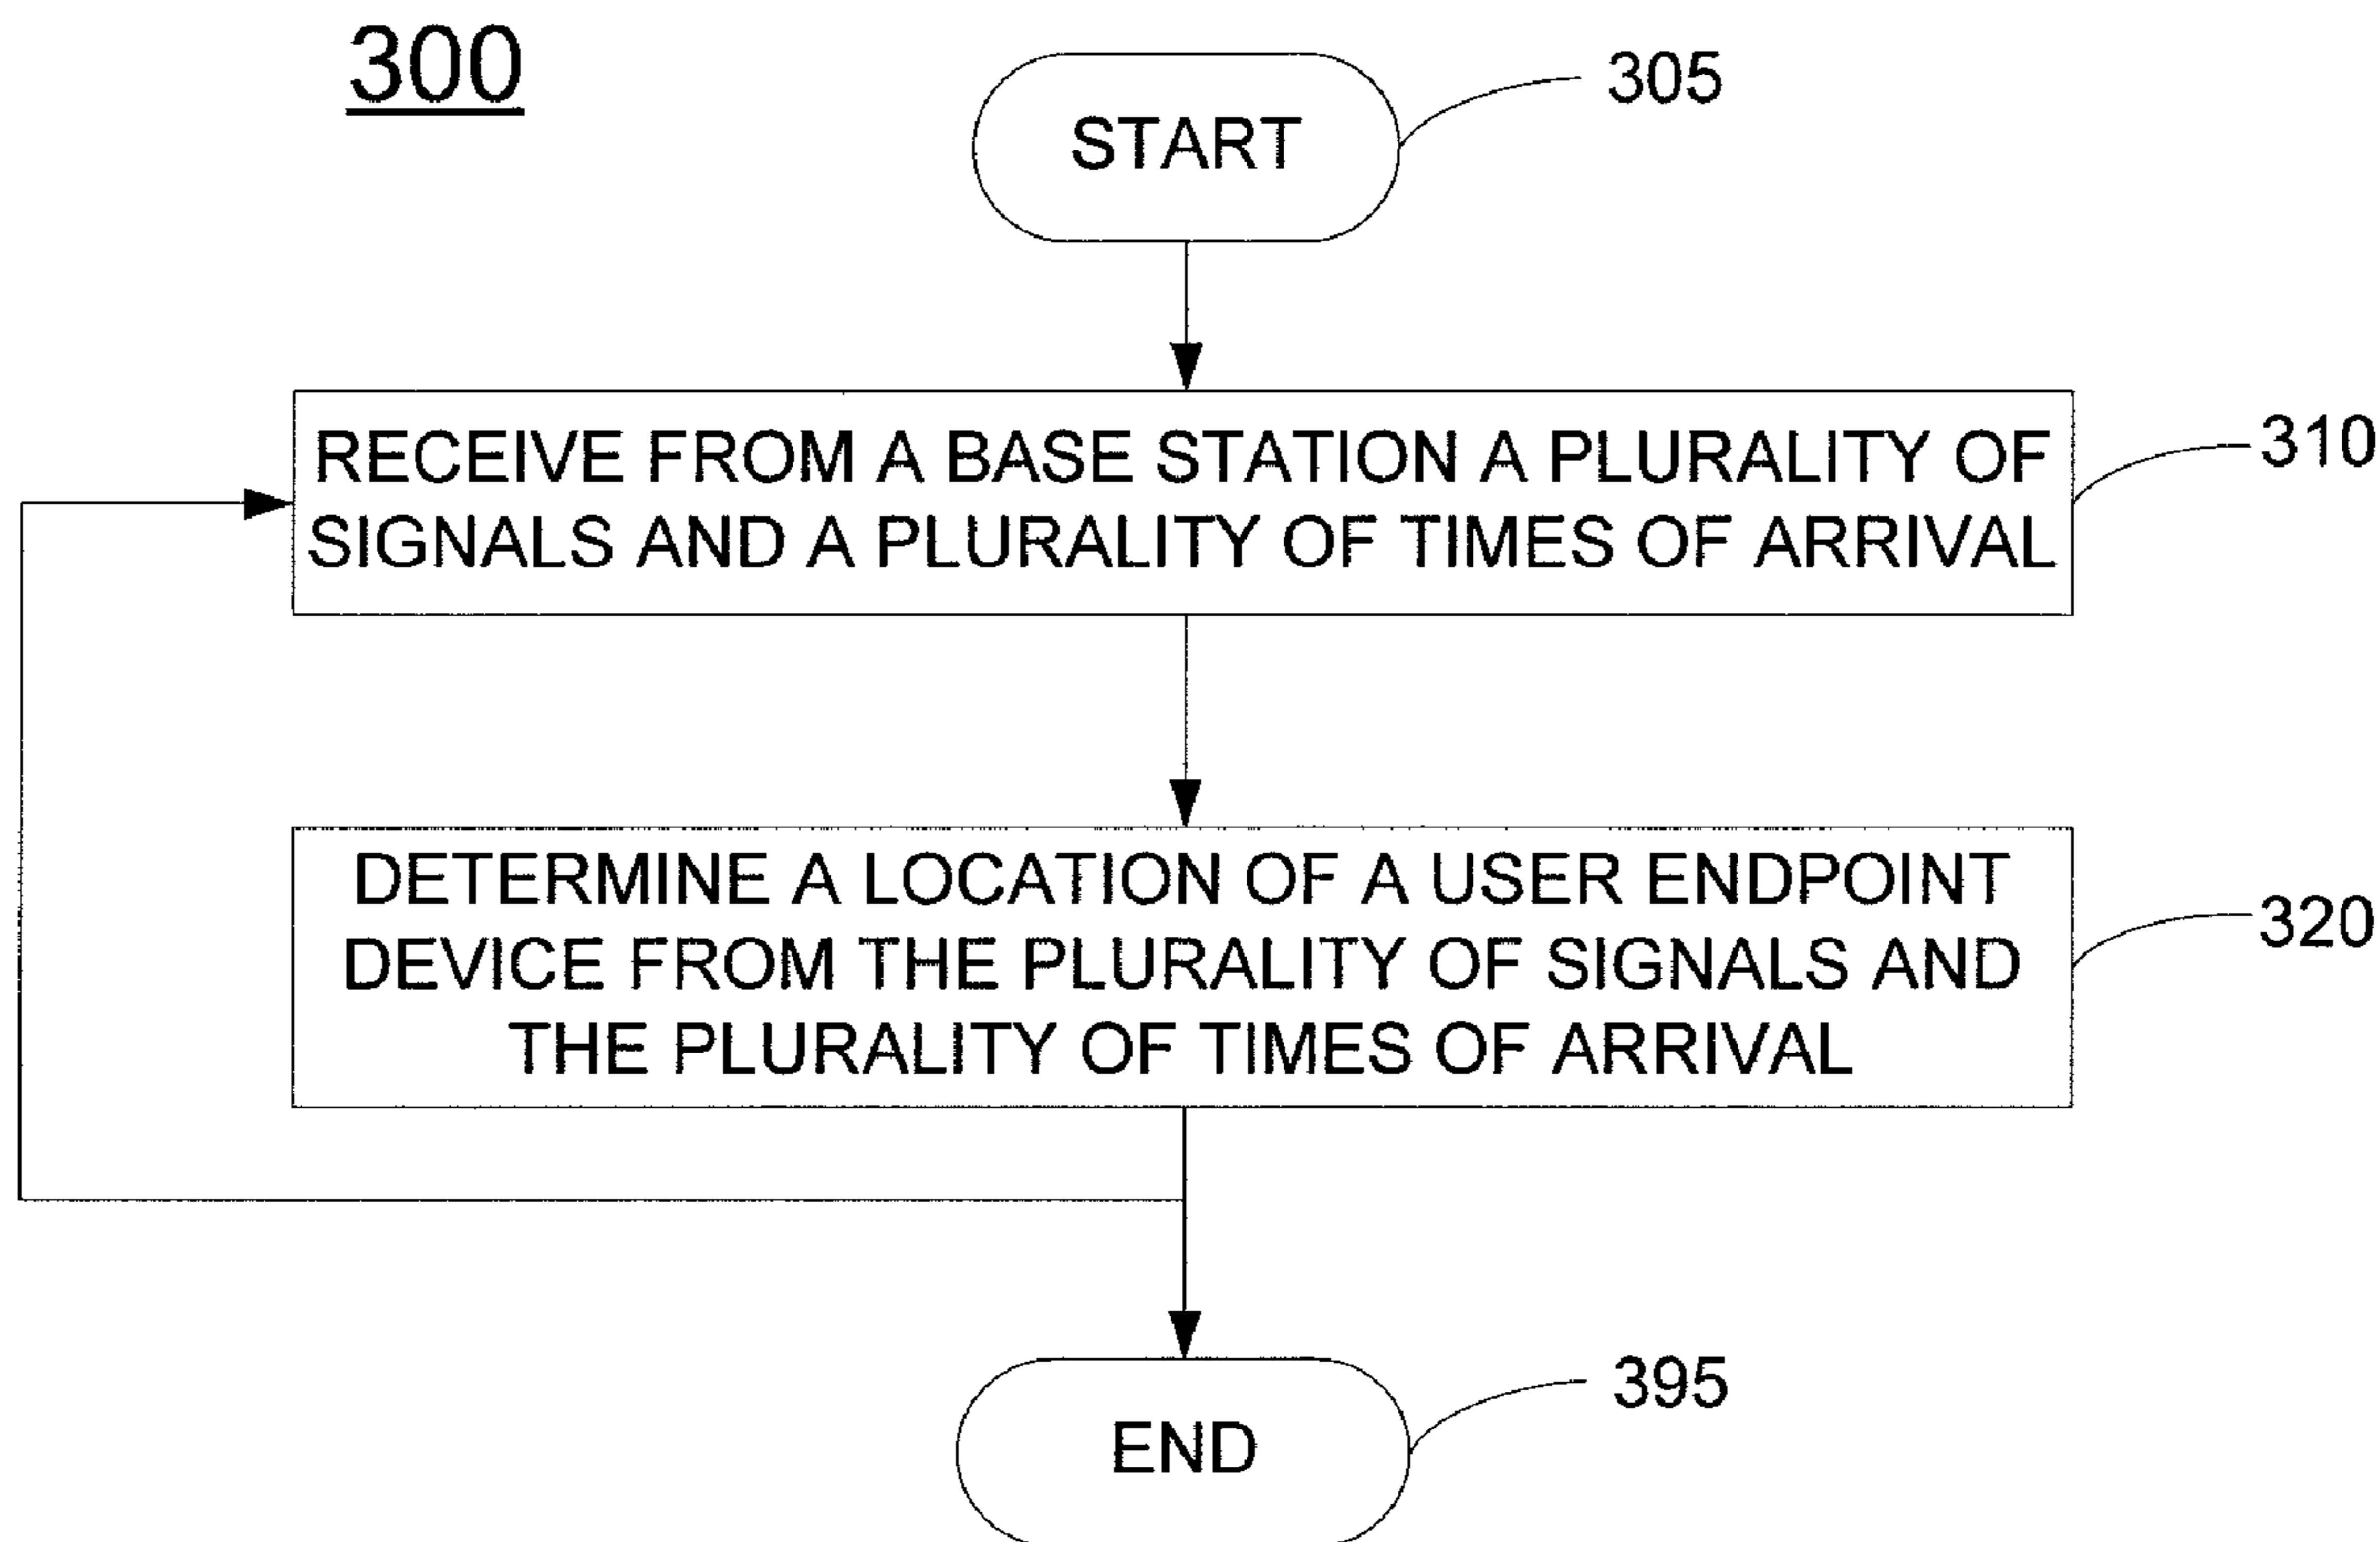 300
START
305
RECEIVE FROM A BASE STATION A PLURALITY OF
SIGNALS AND A PLURALITY OF TIMES OF ARRIVAL
310
DETERMINE A LOCATION OF A USER ENDPOINT
DEVICE FROM THE PLURALITY OF SIGNALS AND
THE PLURALITY OF TIMES OF ARRIVAL
320
END
395